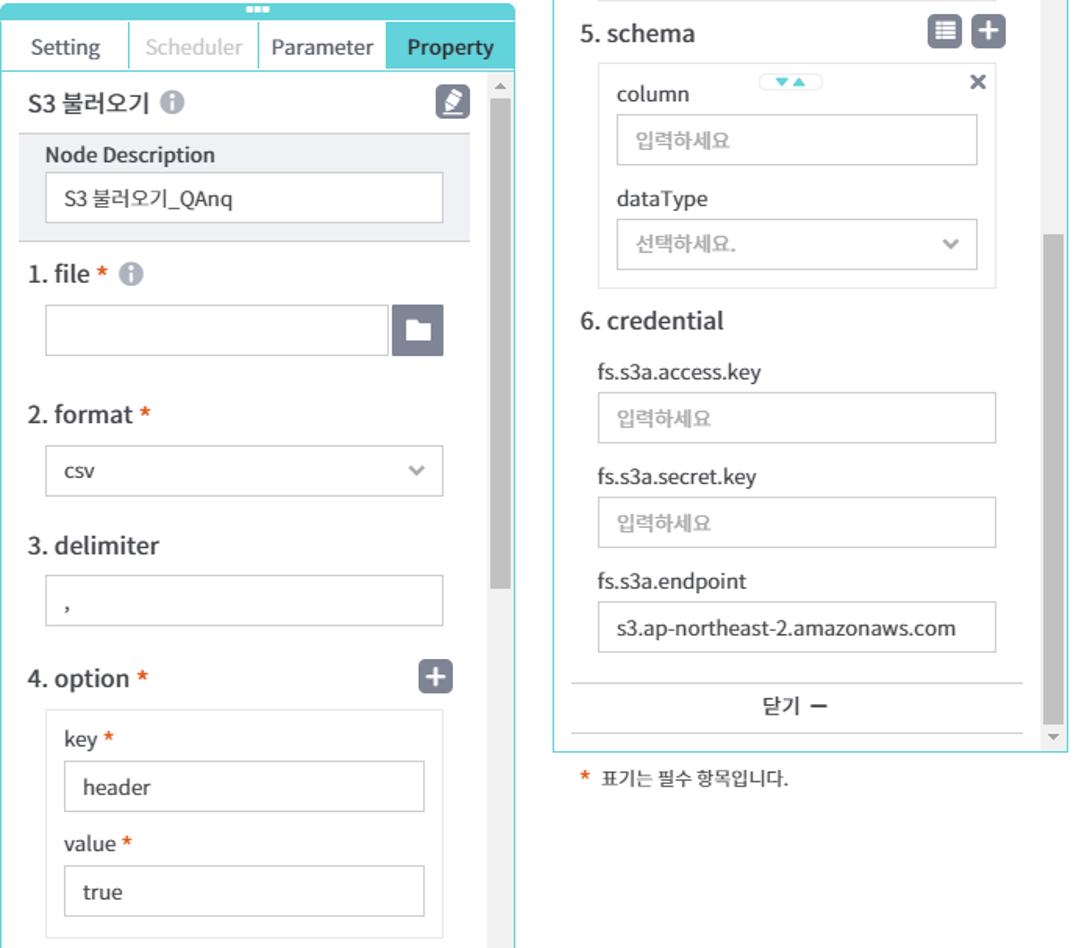 Setting
Scheduler
Parameter
Property
S3 불러오기
Node Description
S3 불러오기_QAnq
1. file *
2. format *
csv
3. delimiter
,
4. option *
key *
header
value *
true
5. schema
column
입력하세요
dataType
선택하세요.
6. credential
fs.s3a.access.key
입력하세요
fs.s3a.secret.key
입력하세요
fs.s3a.endpoint
s3.ap-northeast-2.amazonaws.com
닫기
* 표기는 필수 항목입니다.